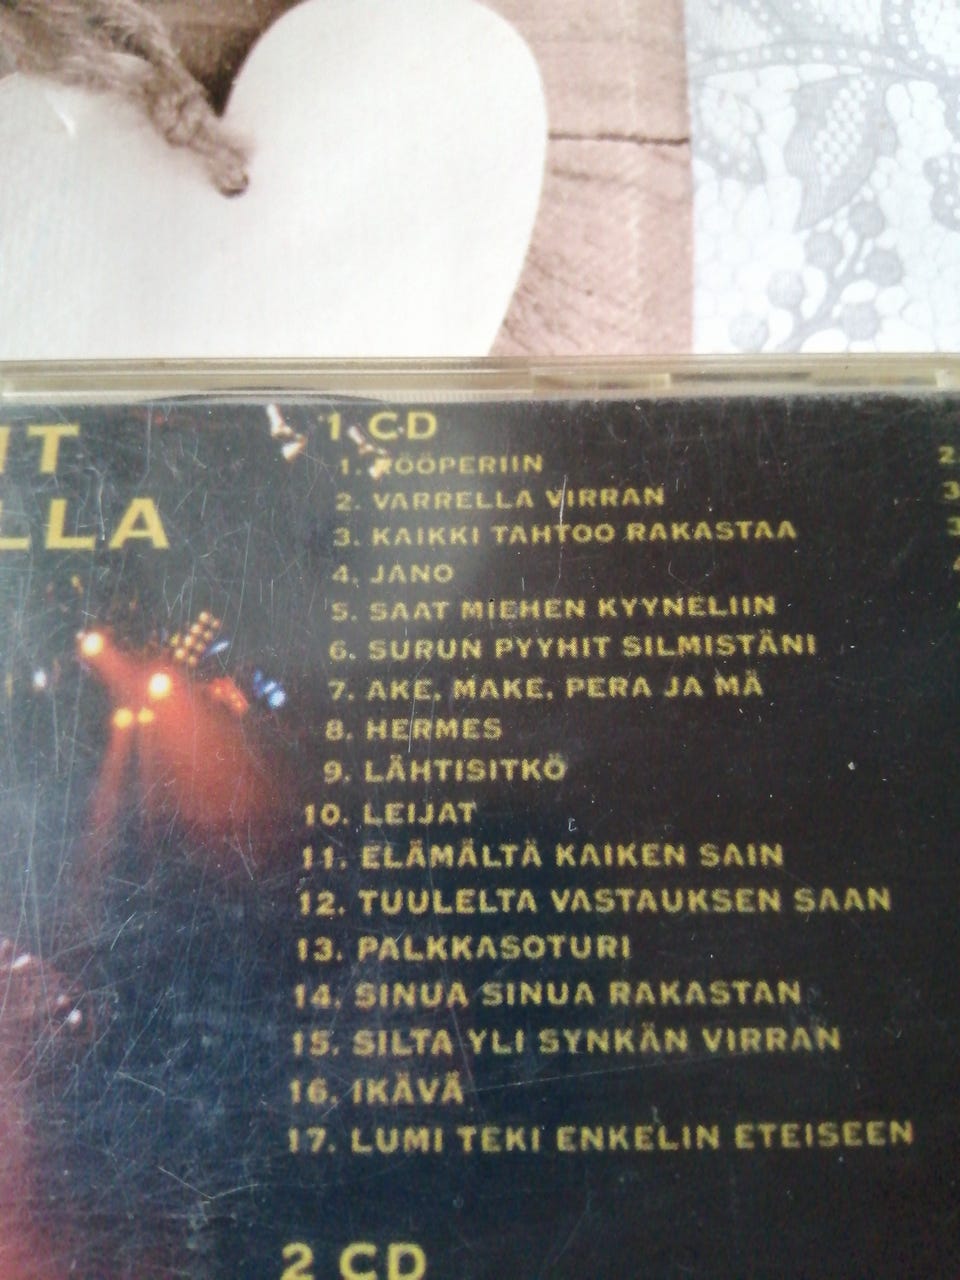 IT
LLA
1 CD
1. RÖÖPERIIN
2. VARRELLA VIRRAN
3. KAIKKI TAHTOO RAKASTAA
4. JANO
5. SAAT MIEHEN KYYNELIIN
6. SURUN PYYHIT SILMISTÄNI
7. AKE, MAKE, PERA JA MÄ
8. HERMES
9. LÄHTISITKÖ
10. LEIJAT
11. ELÄMÄLTÄ KAIKEN SAIN
12. TUULELTA VASTAUKSEN SAAN
13. PALKKASOTURI
14. SINUA SINUA RAKASTAN
15. SILTA YLI SYNKÄN VIRRAN
16. IKÄVÄ
17. LUMI TEKI ENKELIN ETEISEEN
2 CD